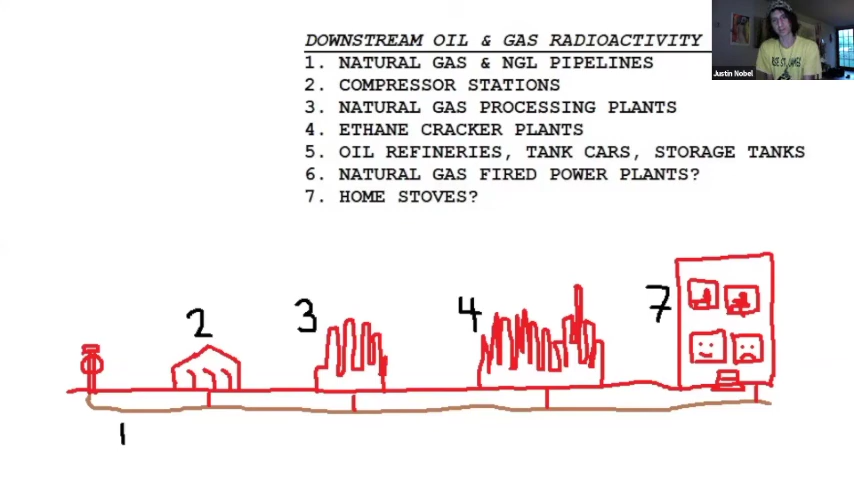 DOWNSTREAM OIL & GAS RADIOACTIVITY
1. NATURAL GAS & NGL PIPELINES
2. COMPRESSOR STATIONS
3. NATURAL GAS PROCESSING PLANTS
4. ETHANE CRACKER PLANTS
5. OIL REFINERIES, TANK CARS, STORAGE TANKS
6. NATURAL GAS FIRED POWER PLANTS?
7. HOME STOVES?
Justin Nobel
2
3
4
7
1